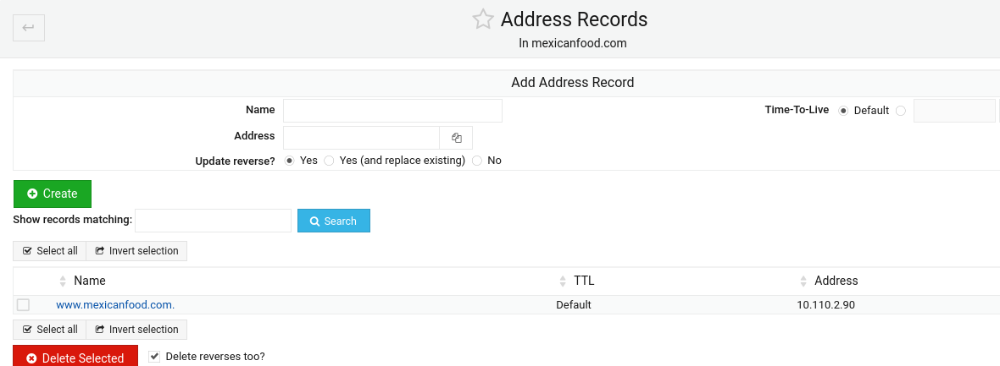 Address Records
In mexicanfood.com
Add Address Record
Name
Time-To-Live Default
Address
Update reverse? Yes Yes (and replace existing) No
Create
Show records matching: Search
Select all Invert selection
Name TTL Address
www.mexicanfood.com. Default 10.110.2.90
Select all Invert selection
Delete Selected Delete reverses too?